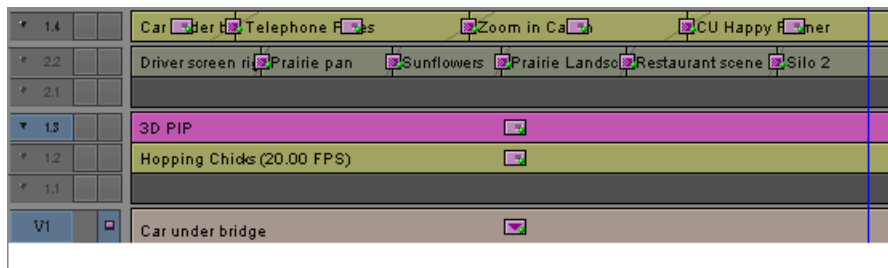 1.4 Car der b Telephone P es Zoom in Ca n CU Happy F mer
2.2 Driver screen ri Prairie pan Sunflowers Prairie Landsc Restaurant scene Silo 2
2.1
1.3 3D PIP
1.2 Hopping Chicks (20.00 FPS)
1.1
V1 Car under bridge